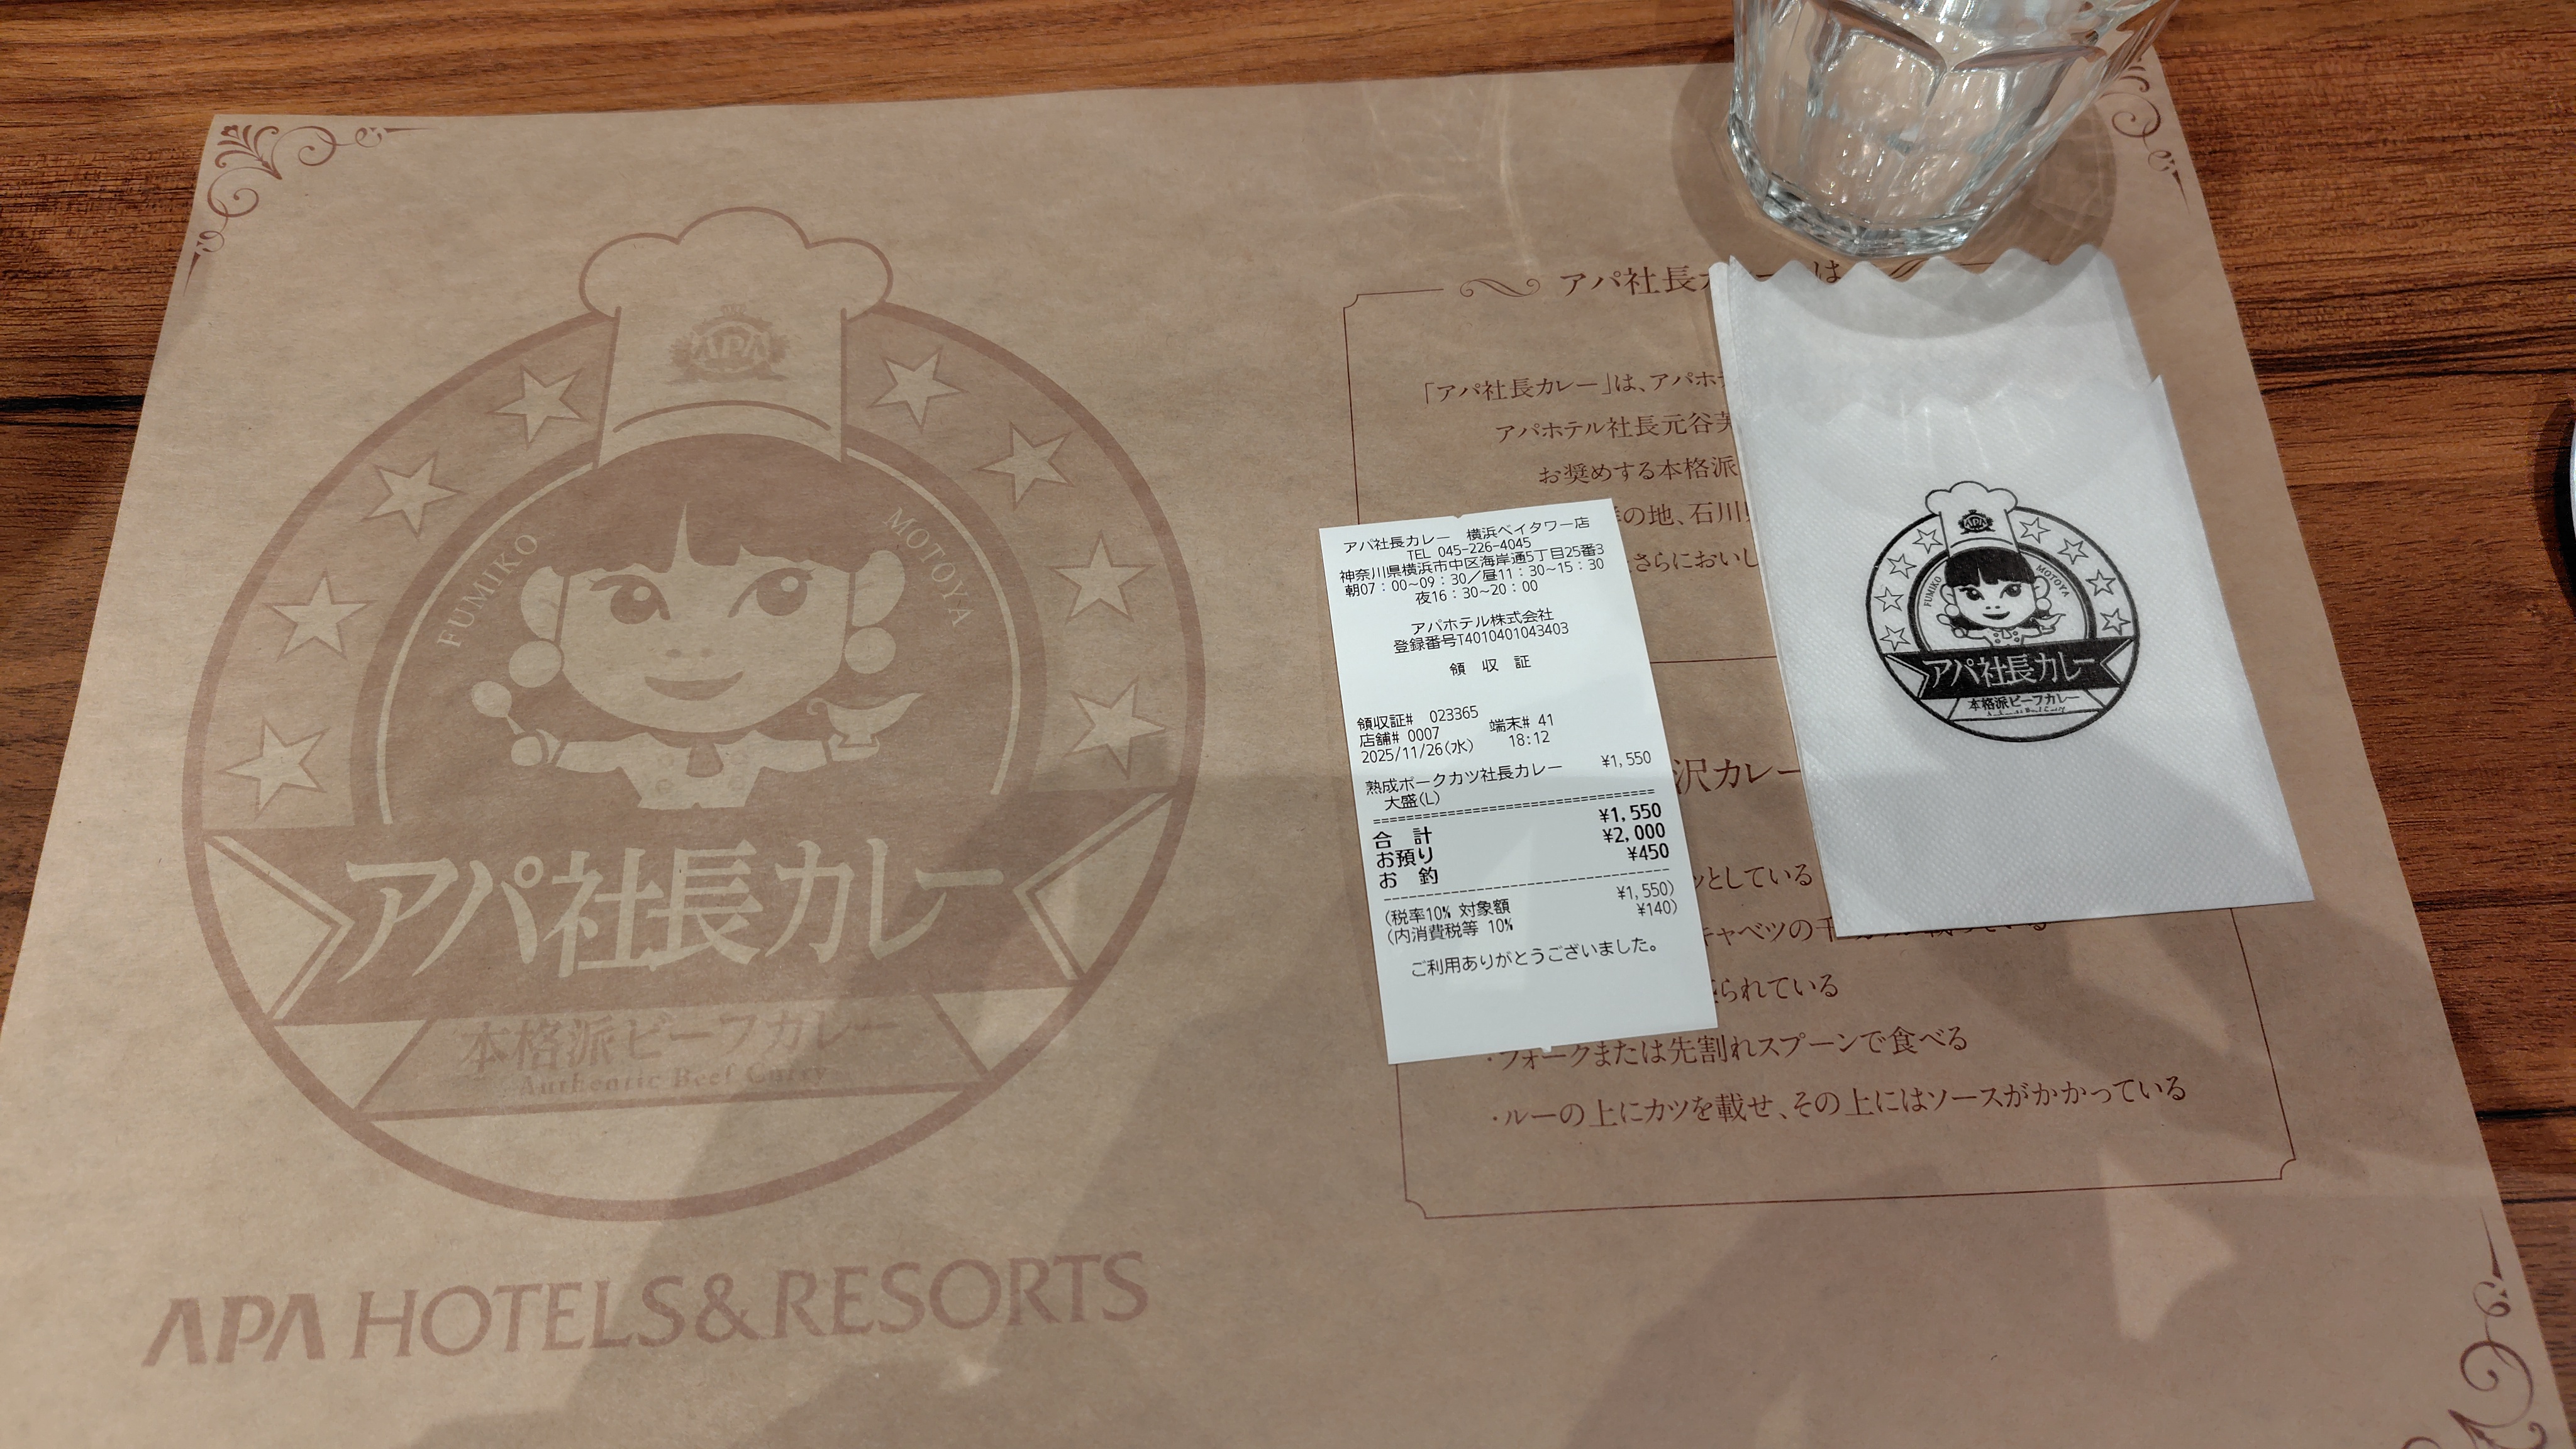 APA
FUMIKO
MOTOYA
アパ社長カレー
本格派ビーフカレー
Authentic Beef Curry
APA HOTELS&RESORTS
アパ社長カ
は
「アパ社長カレー」は、アパホ
アパホテル社長元谷芙
お奨めする本格派
の地、石川県
さらにおいし
沢カレー
ッとしている
キャベツの千
られている
・フォークまたは先割れスプーンで食べる
・ルーの上にカツを載せ、その上にはソースがかかっている
アパ社長カレー 横浜ベイタワー店
TEL 045-226-4045
神奈川県横浜市中区海岸通5丁目25番3
朝07:00~09:30/昼11:30~15:30
夜16:30~20:00
アパホテル株式会社
登録番号T4010401043403
領 収 証
領収証# 023365
店舗# 0007 端末# 41
2025/11/26(水) 18:12
熟成ポークカツ社長カレー ¥1,550
大盛(L)
合 計 ¥1,550
お預り ¥2,000
お 釣 ¥450
(税率10% 対象額 ¥1,550)
(内消費税等 10% ¥140)
ご利用ありがとうございました。
APA
FUMIKO
MOTOYA
アパ社長カレー
本格派ビーフカレー
Authentic Beef Curry